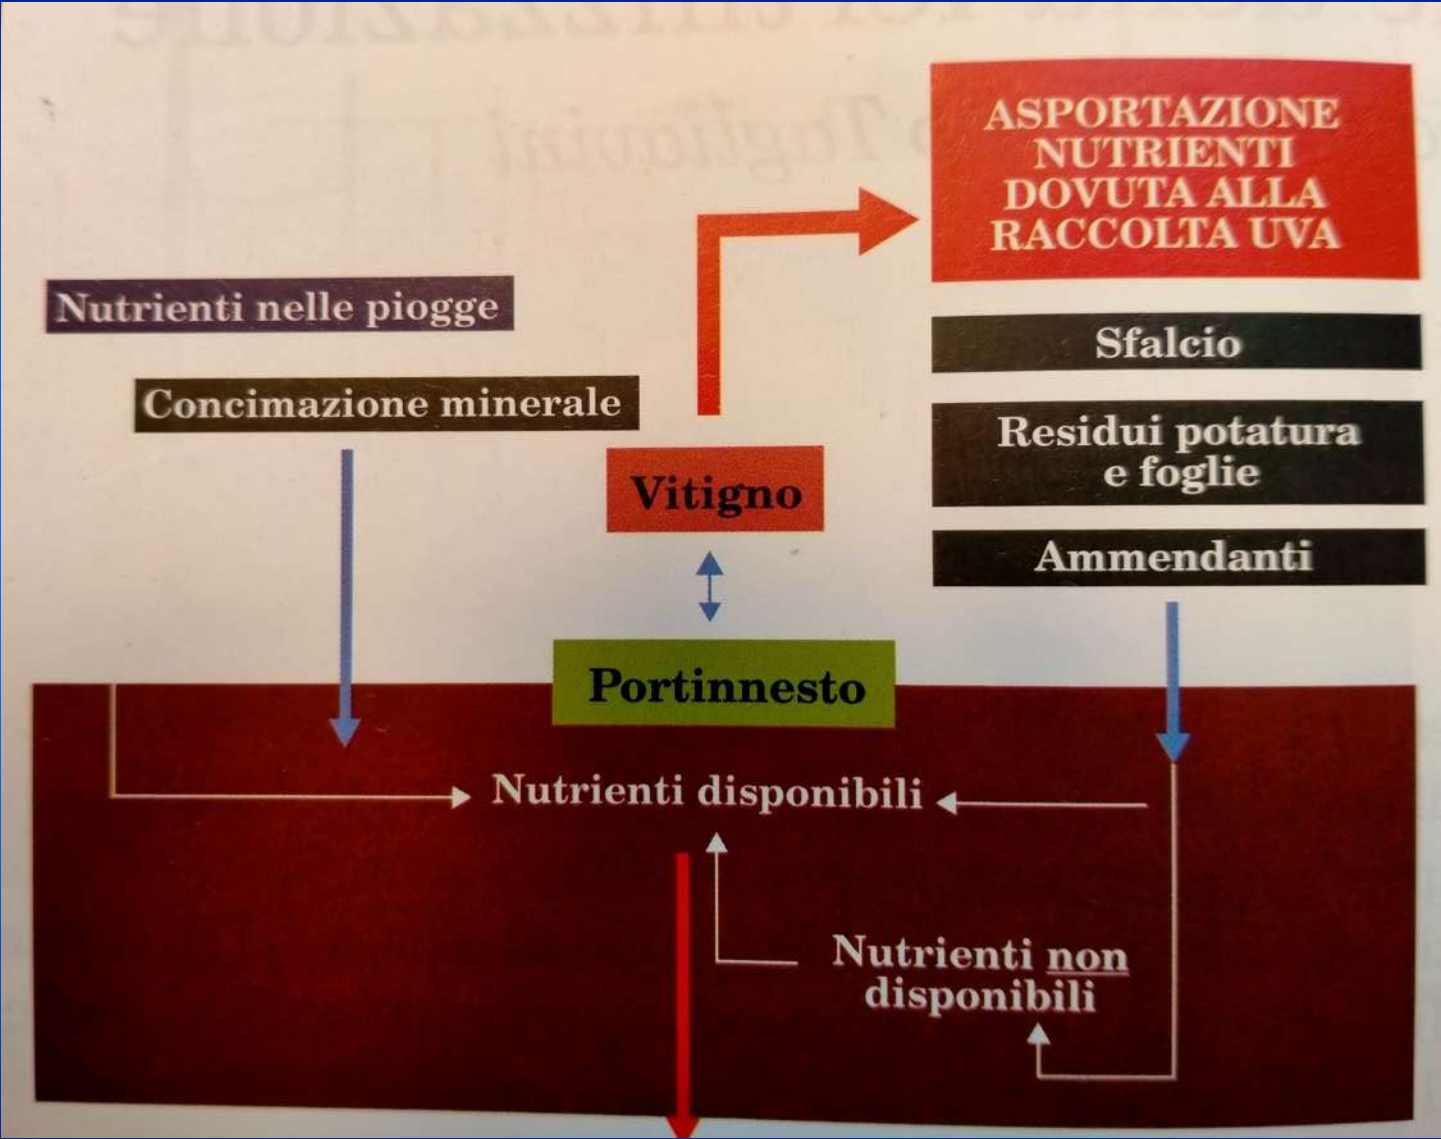 ASPORTAZIONE
NUTRIENTI
DOVUTA ALLA
RACCOLTA UVA
Nutrienti nelle piogge
Sfalcio
Concimazione minerale
Residui potatura
e foglie
Vitigno
Ammendanti
Portinnesto
Nutrienti disponibili
Nutrienti non
disponibili